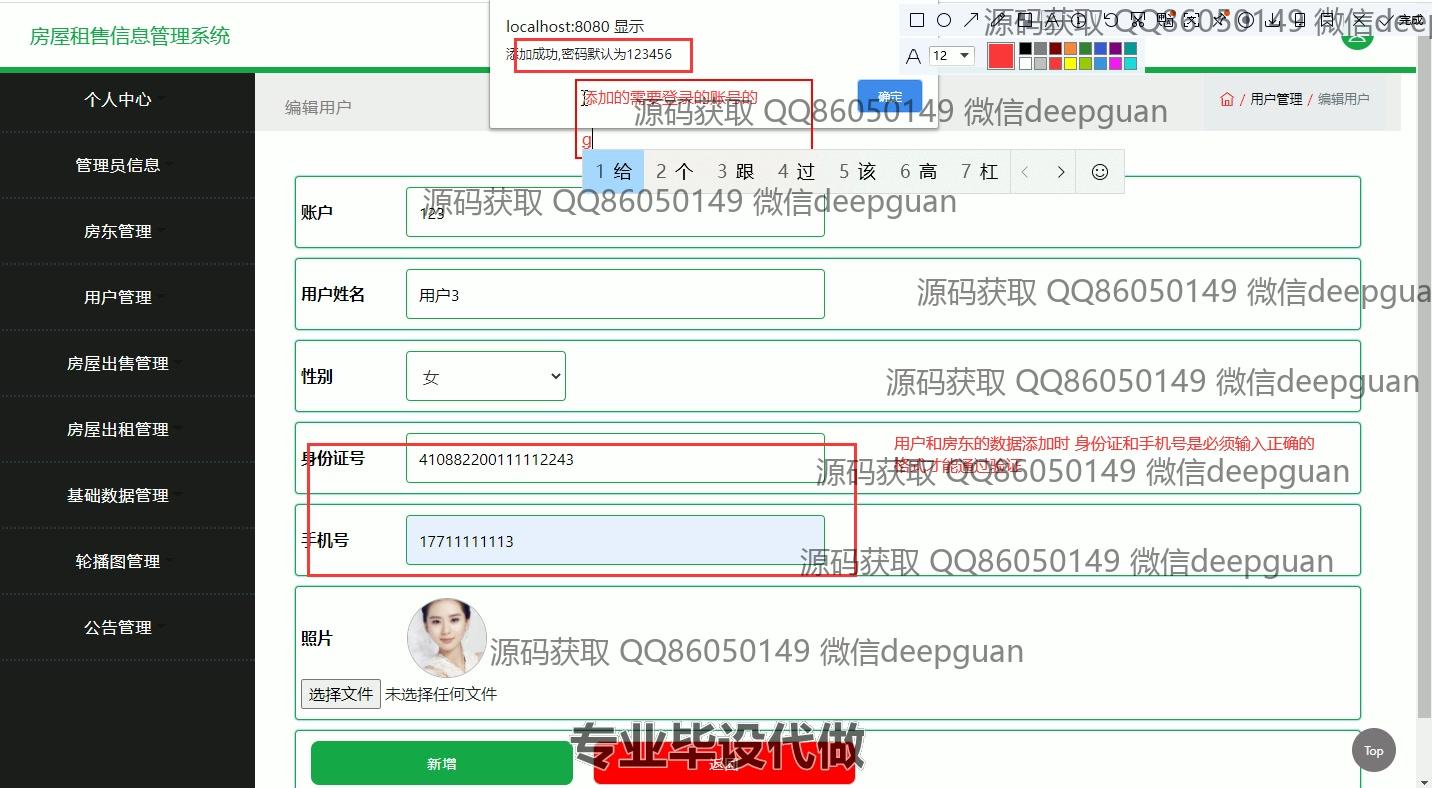 localhost:8080 显示
源码获取 QQ86050149 微信deep
完成
房屋租售信息管理系统
添加成功,密码默认为123456
A 12
添加的需要登录的账号的
确定
源码获取 QQ86050149 微信deepguan
编辑用户
/ 用户管理 / 编辑用户
g
1 给 2 个 3 跟 4 过 5 该 6 高 7 杠
个人中心
管理员信息
房东管理
用户管理
房屋出售管理
房屋出租管理
基础数据管理
轮播图管理
公告管理
账户 123
源码获取 QQ86050149 微信deepguan
用户姓名 用户3
源码获取 QQ86050149 微信deepgua
性别 女
源码获取 QQ86050149 微信deepguan
身份证号 410882200111112243
用户和房东的数据添加时 身份证和手机号是必须输入正确的
格式才能通过验证
源码获取 QQ86050149 微信deepguan
手机号 17711111113
源码获取 QQ86050149 微信deepguan
照片
源码获取 QQ86050149 微信deepguan
选择文件 未选择任何文件
专业毕设代做
新增 返回
Top